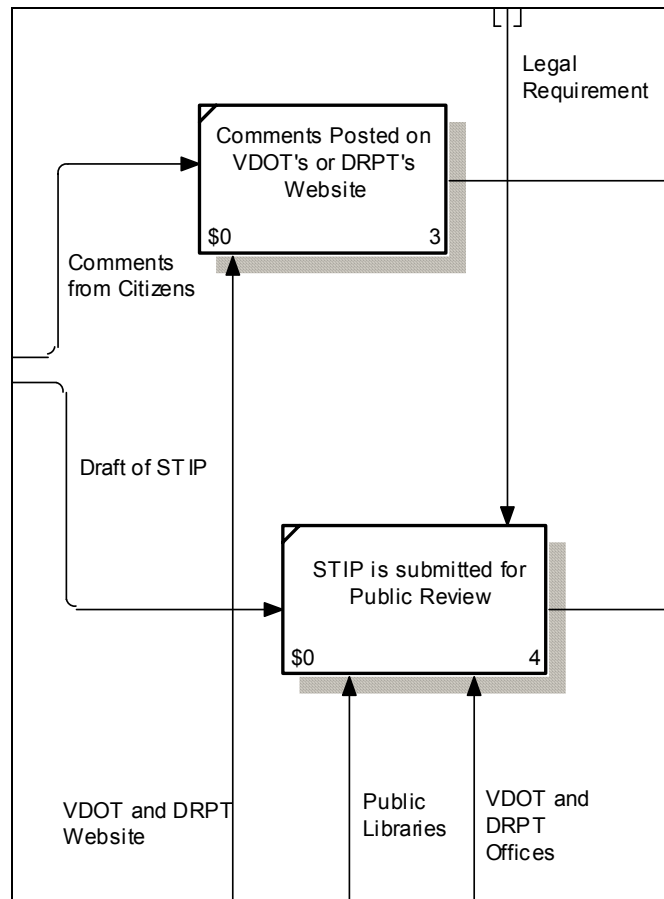 Legal
Requirement
Comments Posted on
VDOT's or DRPT's
Website
$0 3
Comments
from Citizens
Draft of STIP
STIP is submitted for
Public Review
$0 4
VDOT and DRPT
Website
Public
Libraries
VDOT and
DRPT
Offices